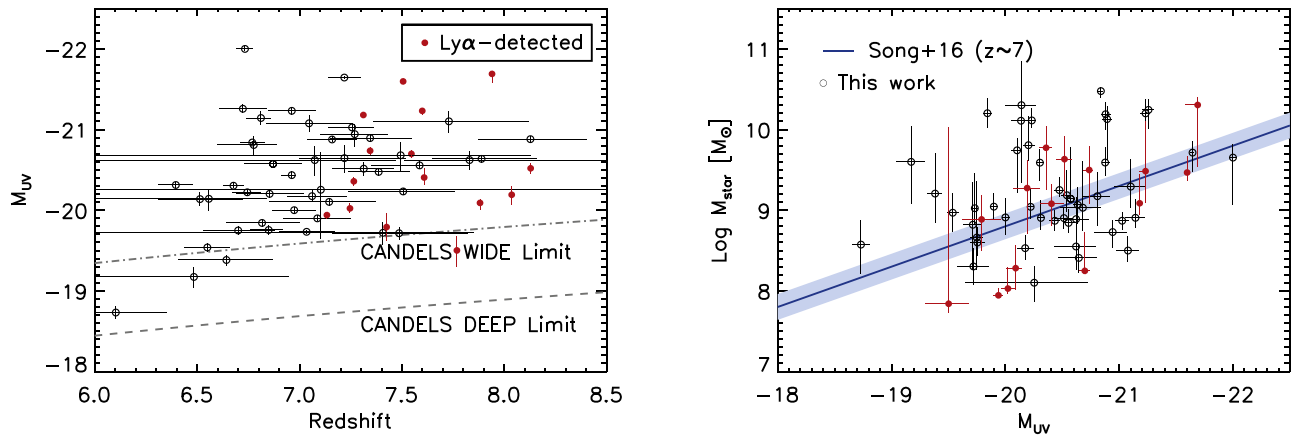 −22
−21
−20
−19
−18
M_UV
Lyα−detected
CANDELS WIDE Limit
CANDELS DEEP Limit
6.0 6.5 7.0 7.5 8.0 8.5
Redshift
11
10
9
8
7
Log M_star [M_⊙]
Song+16 (z~7)
This work
−18 −19 −20 −21 −22
M_UV